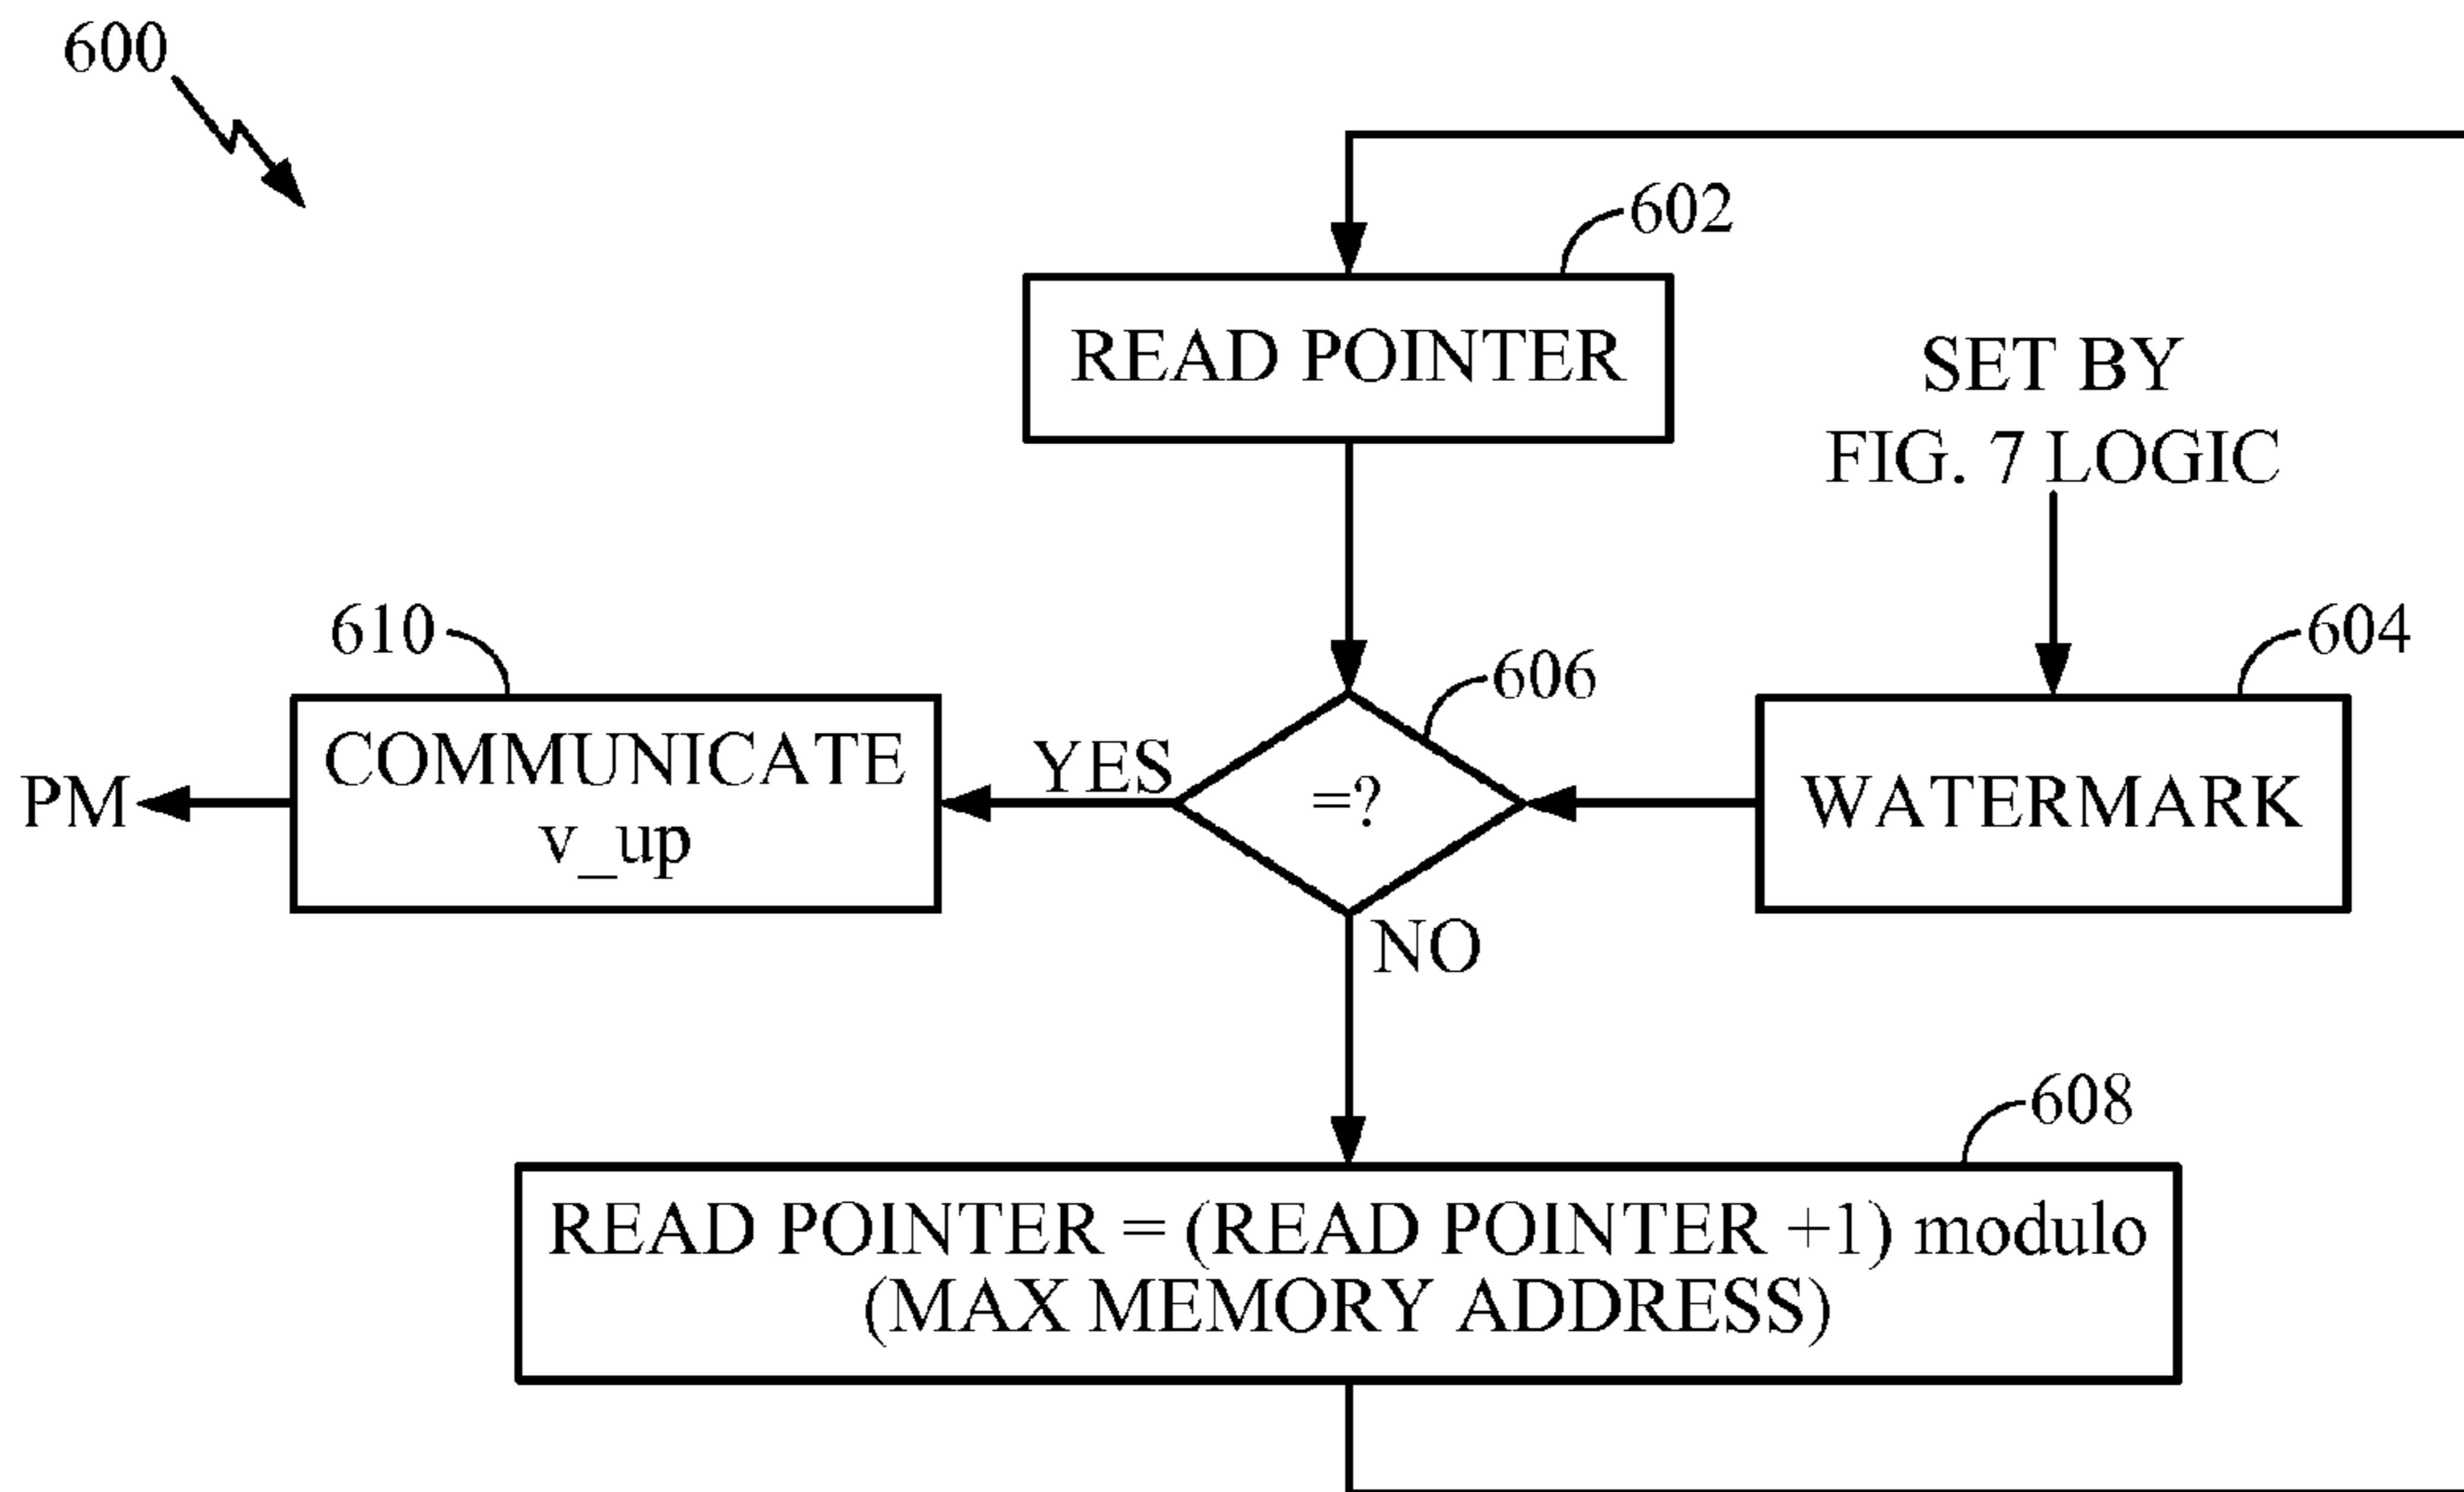 600
602
READ POINTER
SET BY
FIG. 7 LOGIC
610
606
604
COMMUNICATE
v_up
YES
=?
WATERMARK
PM
NO
608
READ POINTER = (READ POINTER +1) modulo
(MAX MEMORY ADDRESS)